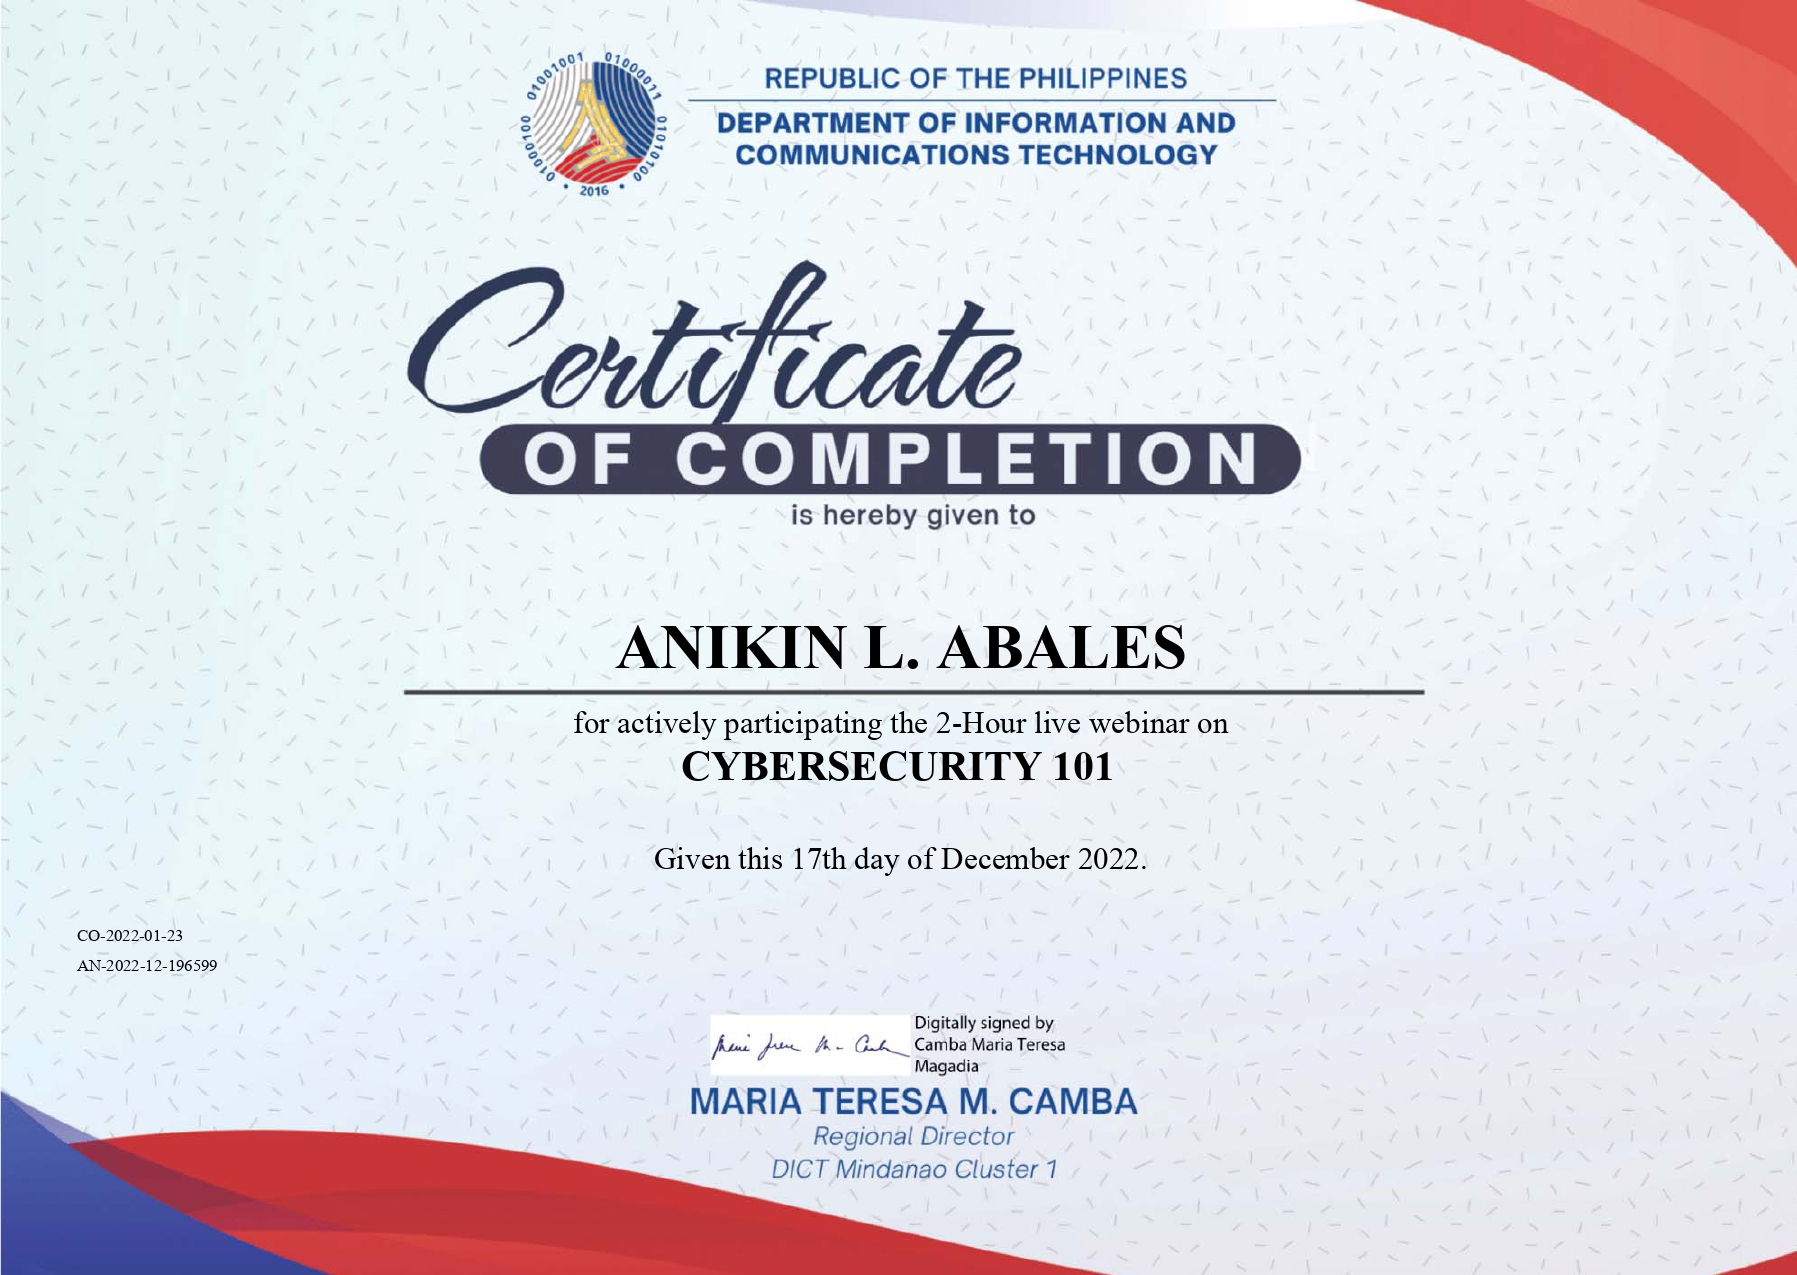 01001001 01000011
01000100 01010100
2016
REPUBLIC OF THE PHILIPPINES
DEPARTMENT OF INFORMATION AND
COMMUNICATIONS TECHNOLOGY
Certificate
OF COMPLETION
is hereby given to
ANIKIN L. ABALES
for actively participating the 2-Hour live webinar on
CYBERSECURITY 101
Given this 17th day of December 2022.
CO-2022-01-23
AN-2022-12-196599
Digitally signed by
Camba Maria Teresa
Magadia
MARIA TERESA M. CAMBA
Regional Director
DICT Mindanao Cluster 1